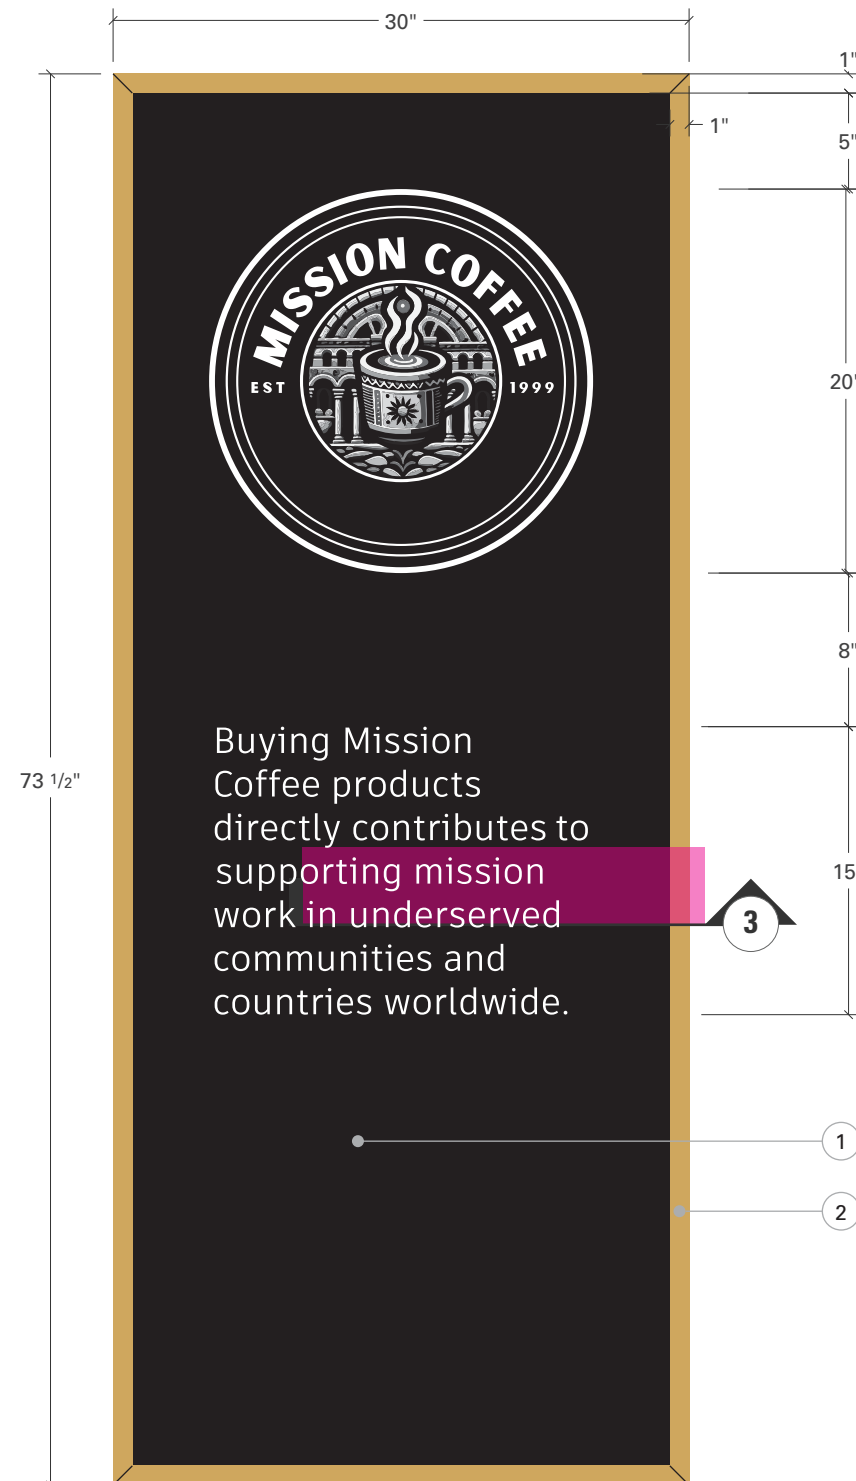 30"
1"
1"
5"
MISSION COFFEE
EST
1999
20"
8"
Buying Mission
Coffee products
directly contributes to
supporting mission
work in underserved
communities and
countries worldwide.
73 1/2"
15
3
1
2